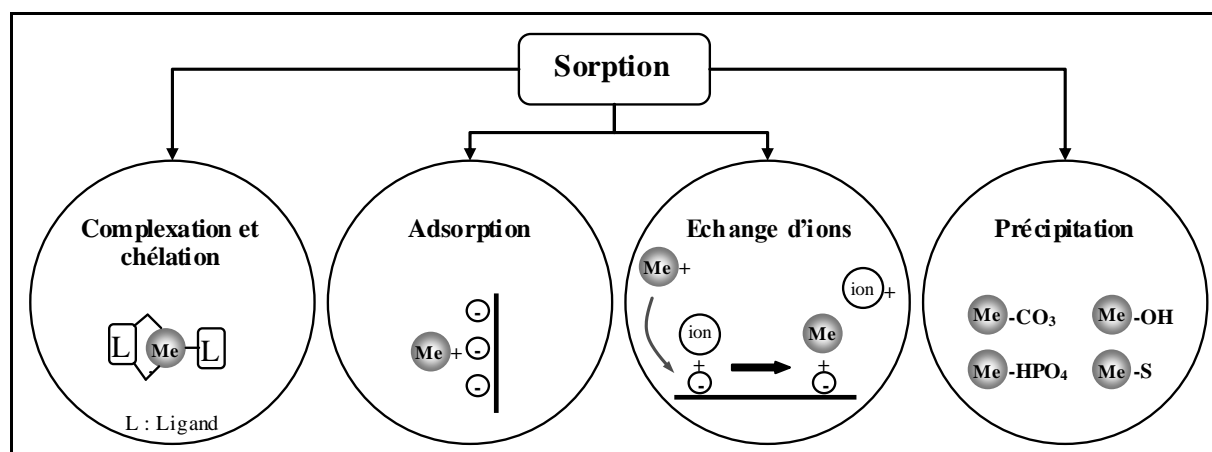 Sorption
Complexation et
chélation
L
Me
L
L : Ligand
Adsorption
Me +
-
-
-
Echange d'ions
Me +
ion
+
-
ion +
Me
+
-
Précipitation
Me -CO₃
Me -OH
Me -HPO₄
Me -S